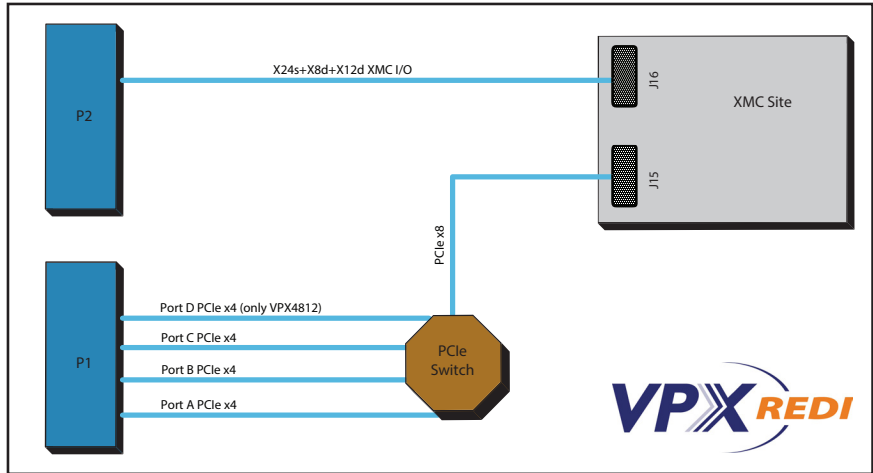 X24s+X8d+X12d XMC I/O
P2
J16
XMC Site
J15
PCIe x8
Port D PCIe x4 (only VPX4812)
Port C PCIe x4
Port B PCIe x4
Port A PCIe x4
P1
PCIe
Switch
VPX REDI